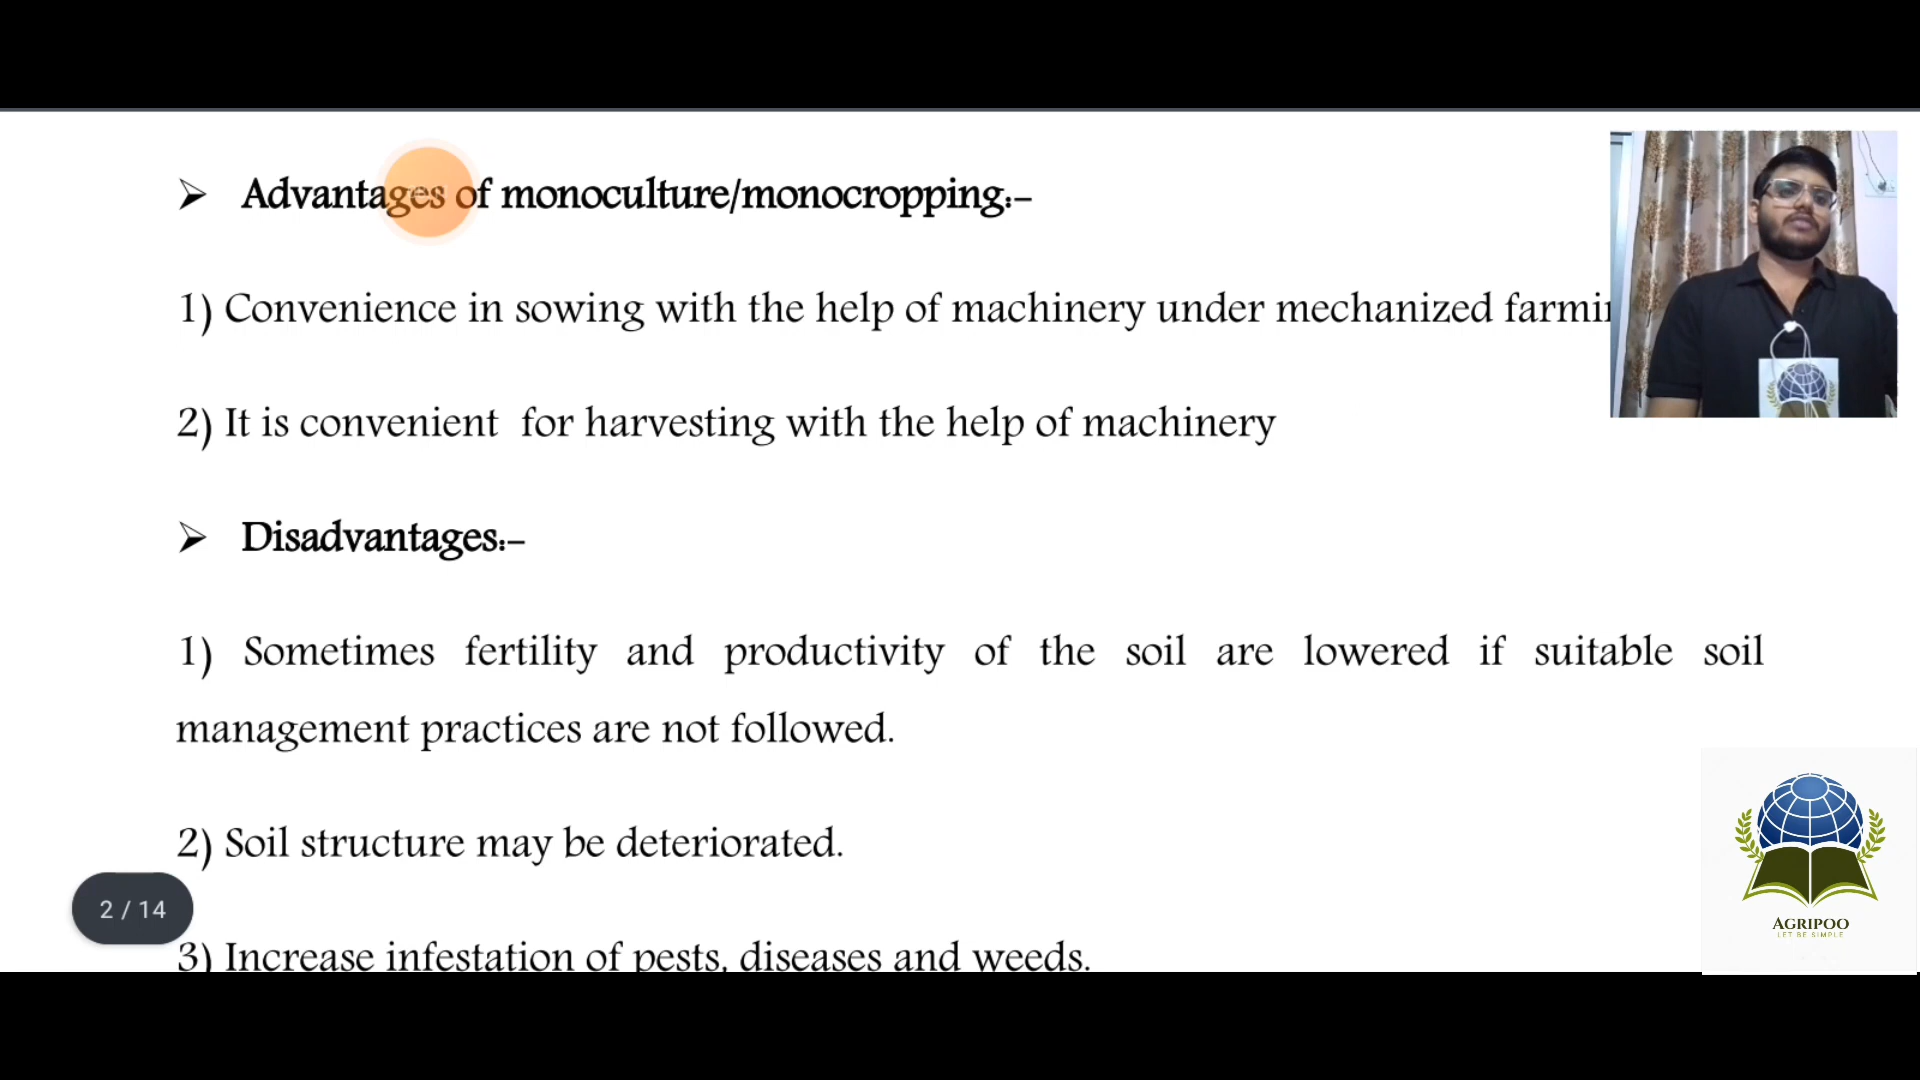 ➤ Advantages of monoculture/monocropping:-
1) Convenience in sowing with the help of machinery under mechanized
2) It is convenient for harvesting with the help of machinery
➤ Disadvantages:-
1) Sometimes fertility and productivity of the soil are lowered if suitable soil
management practices are not followed.
2) Soil structure may be deteriorated.
3) Increase infestation of pests, diseases and weeds.
2 / 14
AGRIPOO
LET BE SIMPLE